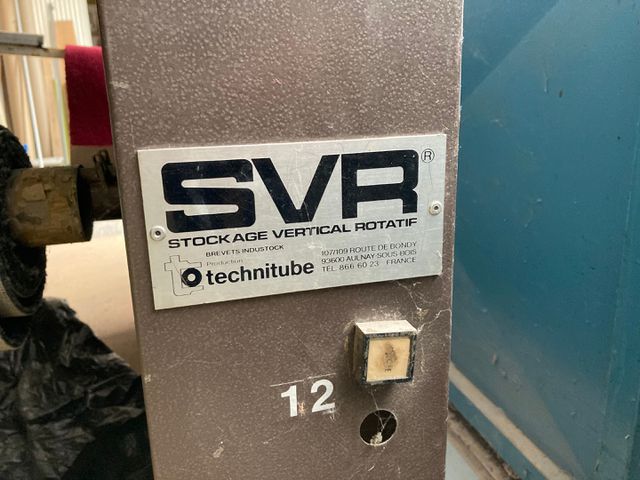 SVR®
STOCKAGE VERTICAL ROTATIF
BREVETS INDUSTOCK
Production
technitube
107/109 ROUTE DE BONDY
93600 AULNAY-SOUS-BOIS
TEL. 866 60 23 FRANCE
12